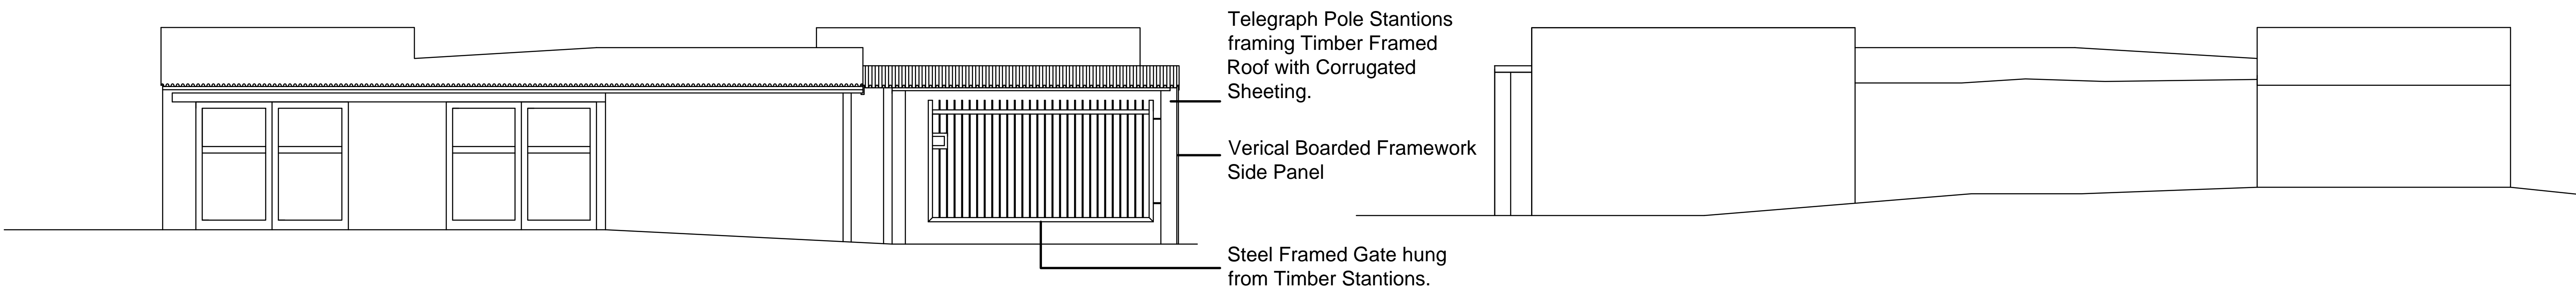 Telegraph Pole Stantions
framing Timber Framed
Roof with Corrugated
Sheeting.
Verical Boarded Framework
Side Panel
Steel Framed Gate hung
from Timber Stantions.